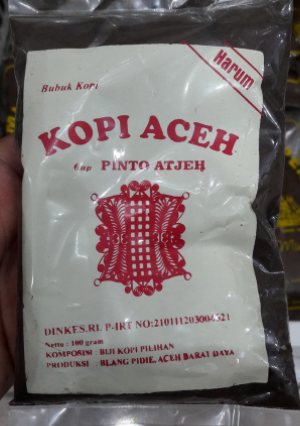 Harum
Bubuk Kopi
KOPI ACEH
Cap PINTO ATJEH
DINKES.RI. P-IRT NO:210111203004321
Netto : 100 gram
KOMPOSISI : BIJI KOPI PILIHAN
PRODUKSI : BLANG PIDIE, ACEH BARAT DAYA